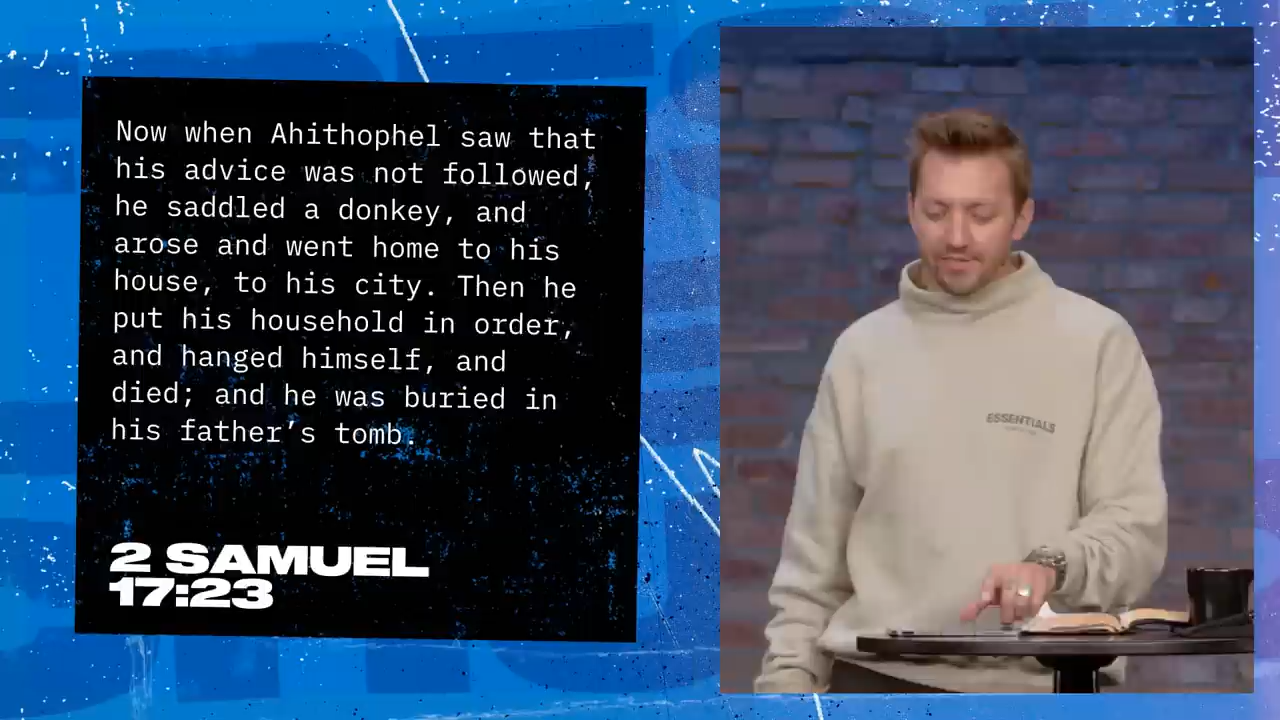 Now when Ahithophel saw that
his advice was not followed,
he saddled a donkey, and
arose and went home to his
house, to his city. Then he
put his household in order,
and hanged himself, and
died; and he was buried in
his father’s tomb.
2 SAMUEL
17:23
ESSENTIALS